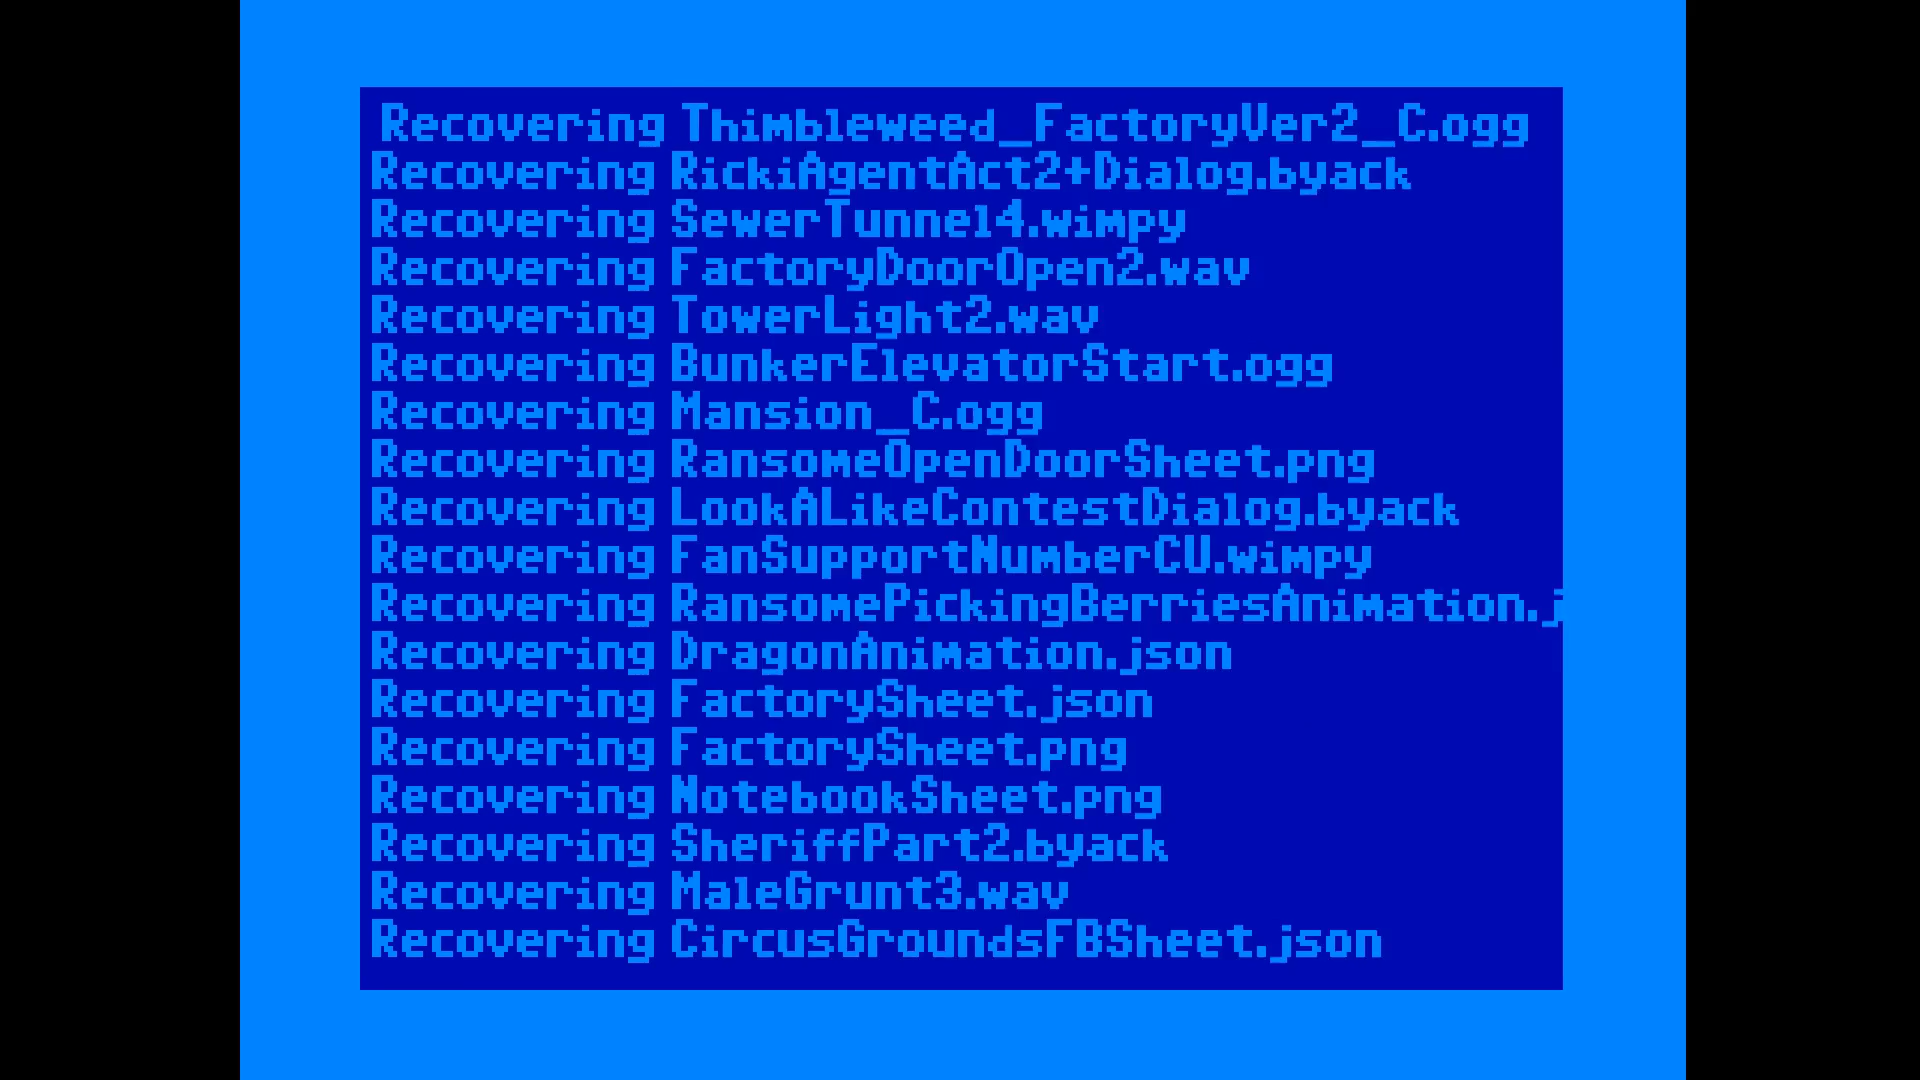 Recovering Thimbleweed_FactoryVer2_C.ogg
Recovering RickiAgentAct2+Dialog.byack
Recovering SewerTunnel4.wimpy
Recovering FactoryDoorOpen2.wav
Recovering TowerLight2.wav
Recovering BunkerElevatorStart.ogg
Recovering Mansion_C.ogg
Recovering RansomeOpenDoorSheet.png
Recovering LookALikeContestDialog.byack
Recovering FanSupportNumberCU.wimpy
Recovering RansomePickingBerriesAnimation.j
Recovering DragonAnimation.json
Recovering FactorySheet.json
Recovering FactorySheet.png
Recovering NotebookSheet.png
Recovering SheriffPart2.byack
Recovering MaleGrunt3.wav
Recovering CircusGroundsFBSheet.json